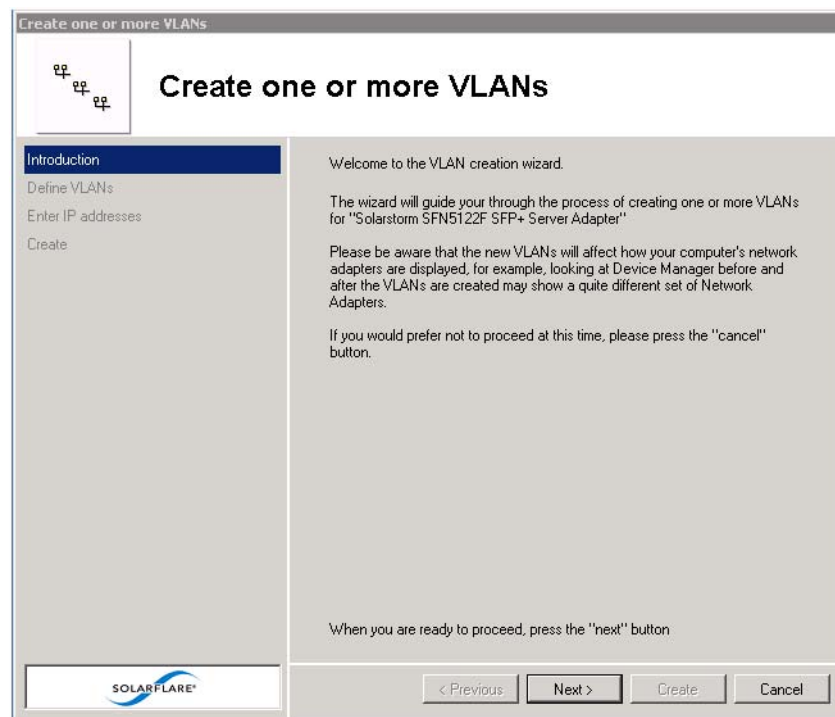 Create one or more VLANs
Create one or more VLANs
Introduction
Define VLANs
Enter IP addresses
Create
Welcome to the VLAN creation wizard.
The wizard will guide your through the process of creating one or more VLANs
for "Solarstorm SFN5122F SFP+ Server Adapter"
Please be aware that the new VLANs will affect how your computer's network
adapters are displayed, for example, looking at Device Manager before and
after the VLANs are created may show a quite different set of Network
Adapters.
If you would prefer not to proceed at this time, please press the "cancel"
button.
When you are ready to proceed, press the "next" button
SOLARFLARE®
< Previous
Next >
Create
Cancel